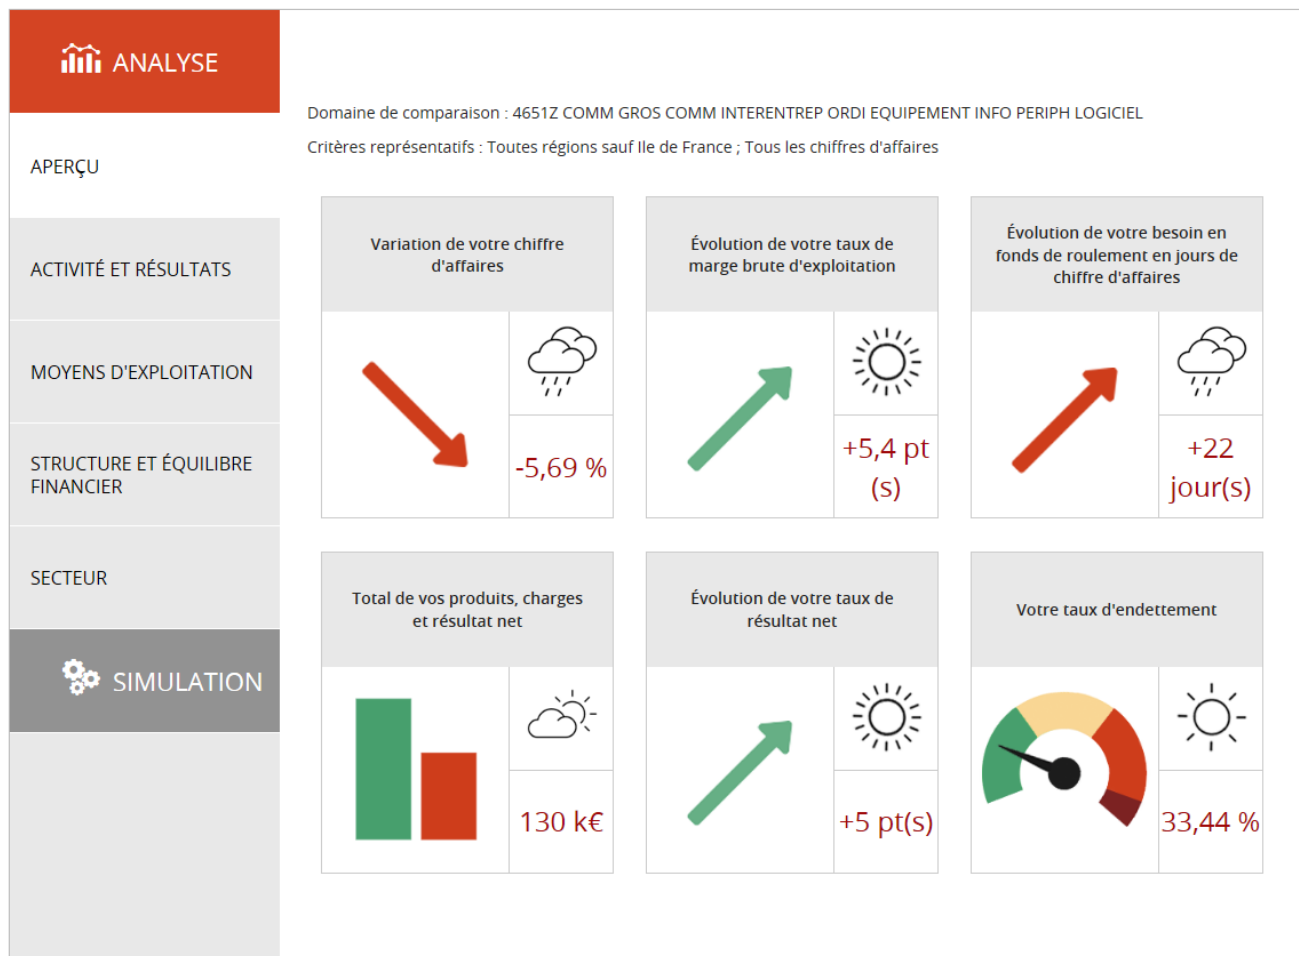 ANALYSE
APERÇU
ACTIVITÉ ET RÉSULTATS
MOYENS D'EXPLOITATION
STRUCTURE ET ÉQUILIBRE
FINANCIER
SECTEUR
SIMULATION
Domaine de comparaison : 4651Z COMM GROS COMM INTERENTREP ORDI EQUIPEMENT INFO PERIPH LOGICIEL
Critères représentatifs : Toutes régions sauf Ile de France ; Tous les chiffres d'affaires
Variation de votre chiffre
d'affaires
-5,69 %
Évolution de votre taux de
marge brute d'exploitation
+5,4 pt
(s)
Évolution de votre besoin en
fonds de roulement en jours de
chiffre d'affaires
+22
jour(s)
Total de vos produits, charges
et résultat net
130 k€
Évolution de votre taux de
résultat net
+5 pt(s)
Votre taux d'endettement
33,44 %